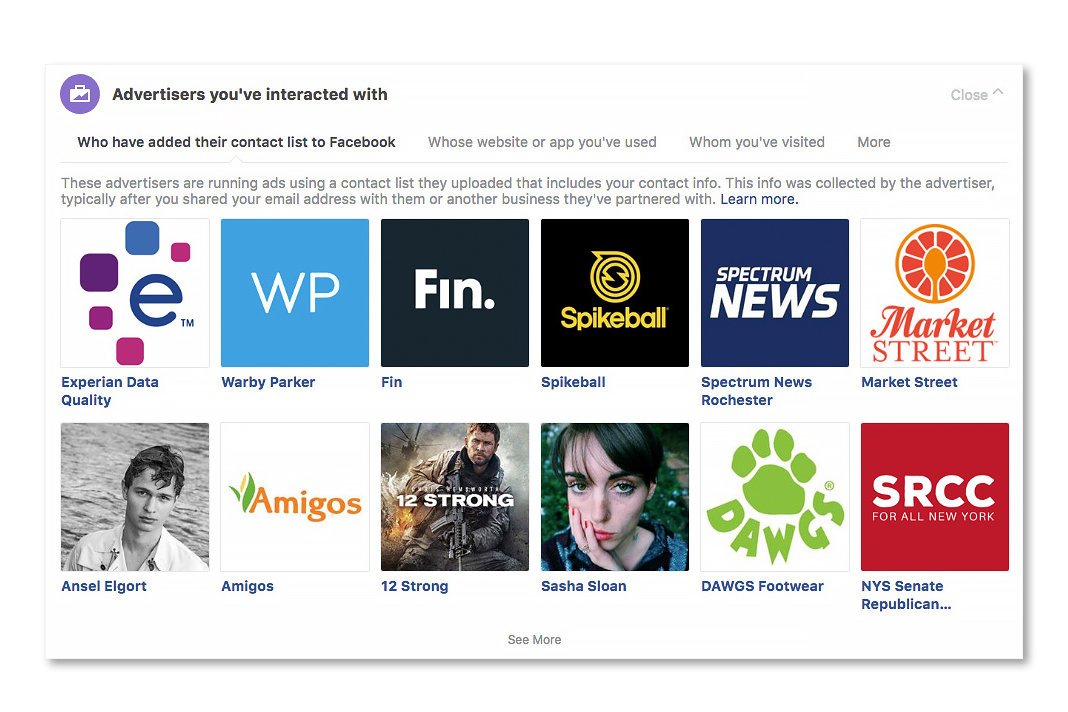 Advertisers you've interacted with
Close
Who have added their contact list to Facebook
Whose website or app you've used
Whom you've visited
More
These advertisers are running ads using a contact list they uploaded that includes your contact info. This info was collected by the advertiser,
typically after you shared your email address with them or another business they've partnered with. Learn more.
e TM
WP
Fin.
Spikeball
SPECTRUM
NEWS
Market
STREET
Experian Data
Quality
Warby Parker
Fin
Spikeball
Spectrum News
Rochester
Market Street
Amigos
CHRIS HEMSWORTH
12 STRONG
DAWGS®
SRCC
FOR ALL NEW YORK
Ansel Elgort
Amigos
12 Strong
Sasha Sloan
DAWGS Footwear
NYS Senate
Republican...
See More